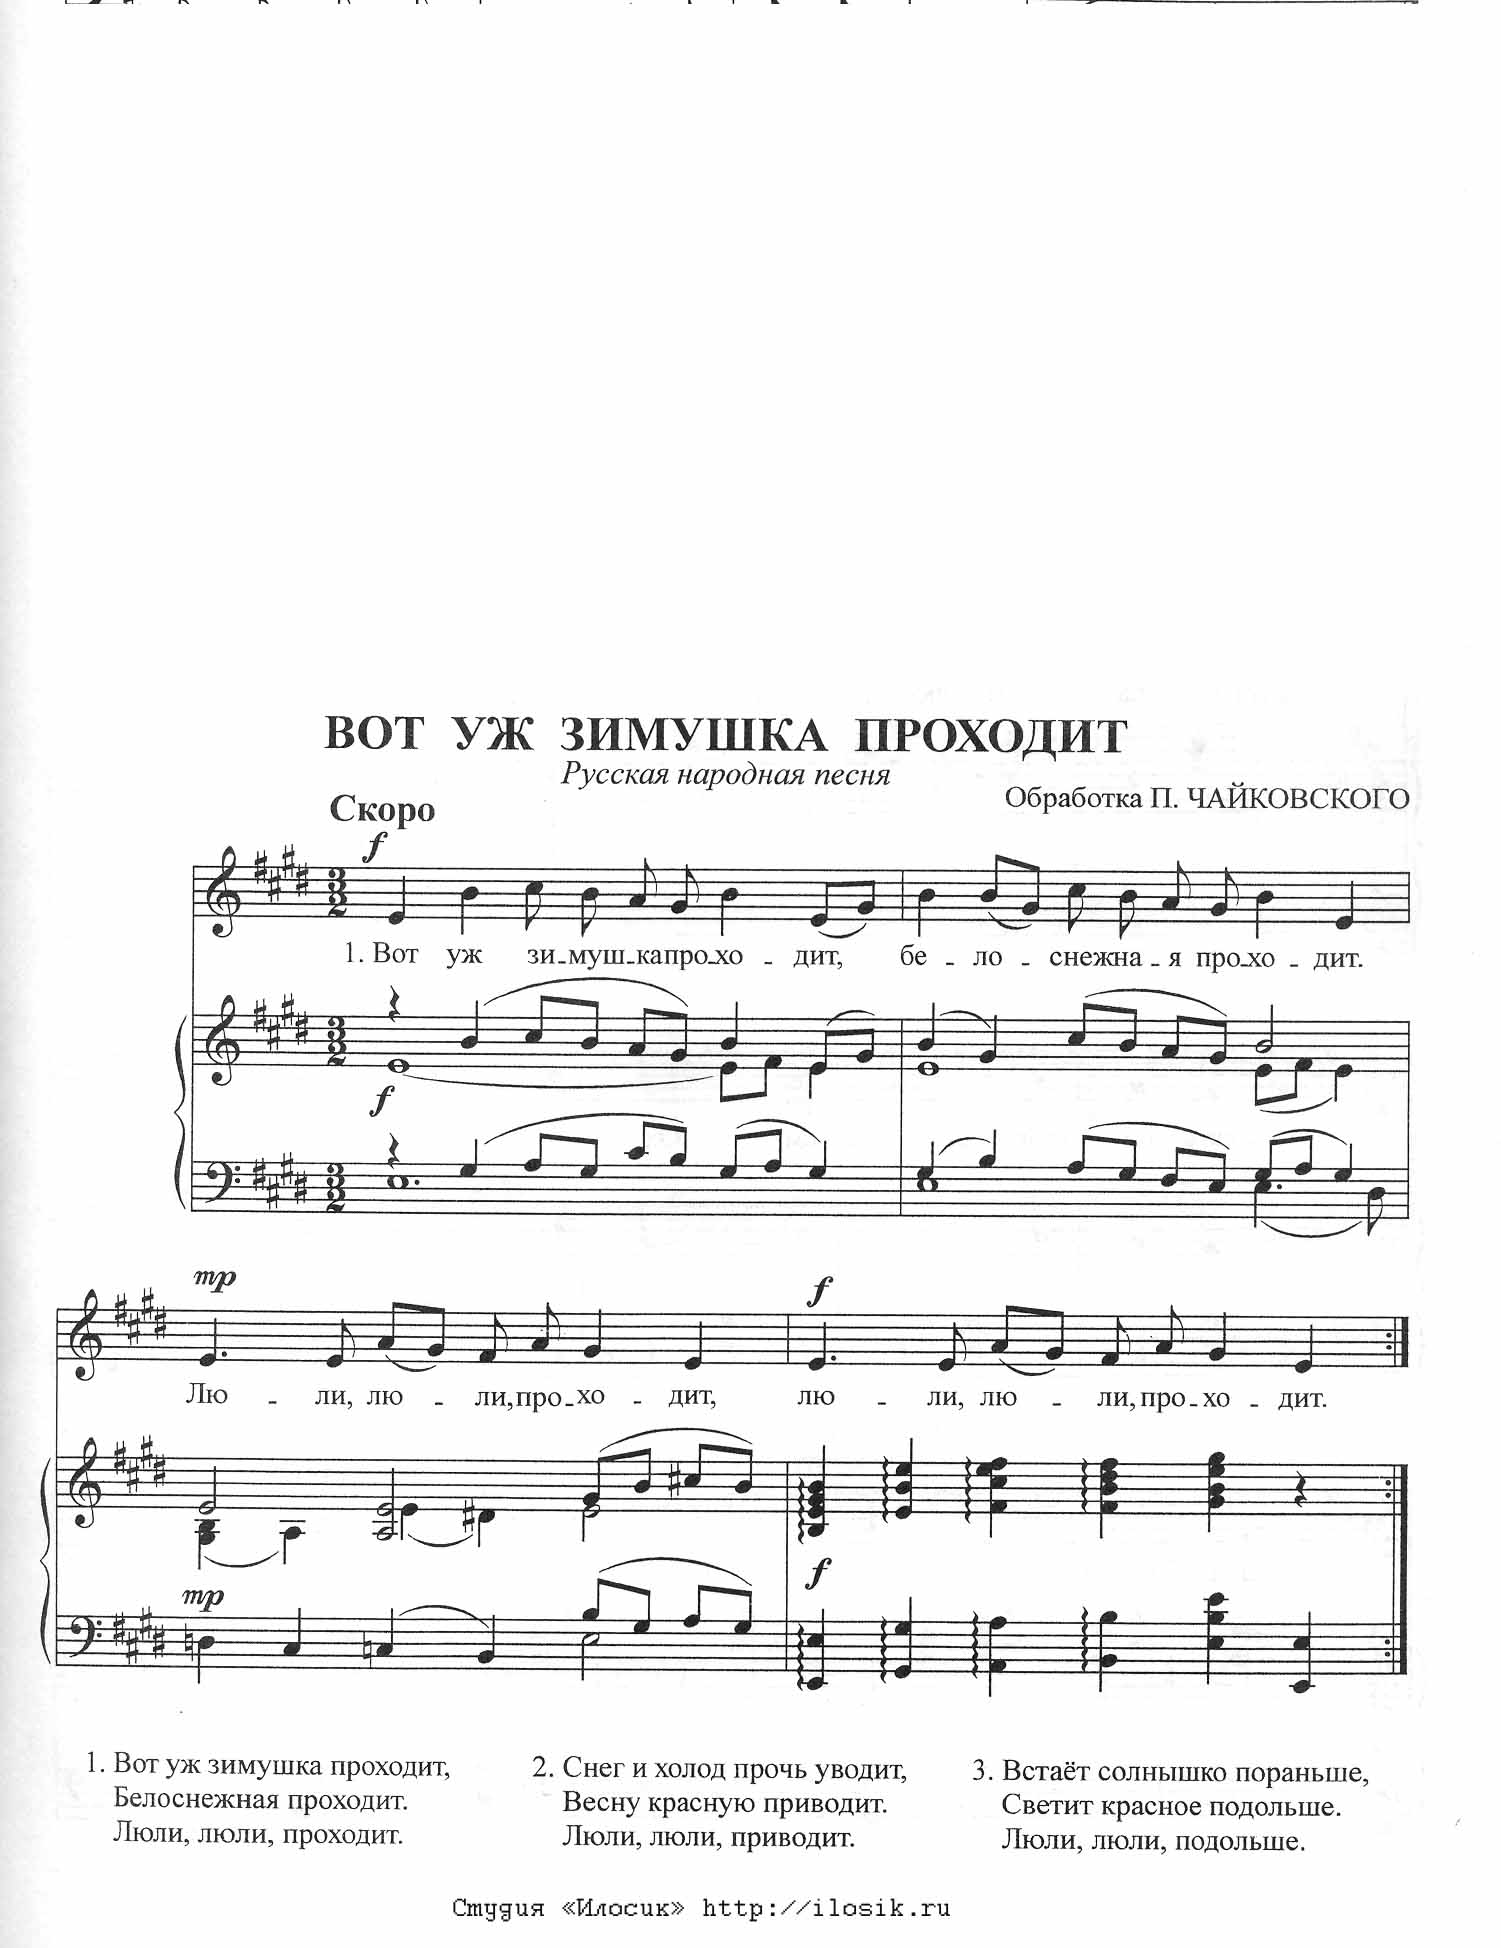 ВОТ УЖ ЗИМУШКА ПРОХОДИТ
Русская народная песня
Обработка П. ЧАЙКОВСКОГО
Скоро
f
1. Вот уж зи-муш-капро-хо - дит, бе - ло - снежна - я про-хо - дит.
f
mp f
Лю - ли, лю - ли,про-хо - дит, лю - ли, лю - ли,про-хо - дит.
f
mp
1. Вот уж зимушка проходит,
Белоснежная проходит.
Люли, люли, проходит.
2. Снег и холод прочь уводит,
Весну красную приводит.
Люли, люли, приводит.
3. Встаёт солнышко пораньше,
Светит красное подольше.
Люли, люли, подольше.
Студия «Илосик» http://ilosik.ru